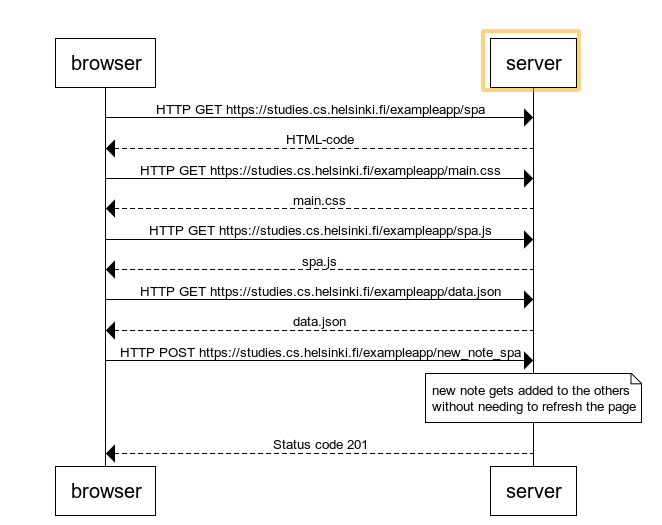 browser
server
HTTP GET https://studies.cs.helsinki.fi/exampleapp/spa
HTML-code
HTTP GET https://studies.cs.helsinki.fi/exampleapp/main.css
main.css
HTTP GET https://studies.cs.helsinki.fi/exampleapp/spa.js
spa.js
HTTP GET https://studies.cs.helsinki.fi/exampleapp/data.json
data.json
HTTP POST https://studies.cs.helsinki.fi/exampleapp/new_note_spa
new note gets added to the others
without needing to refresh the page
Status code 201
browser
server